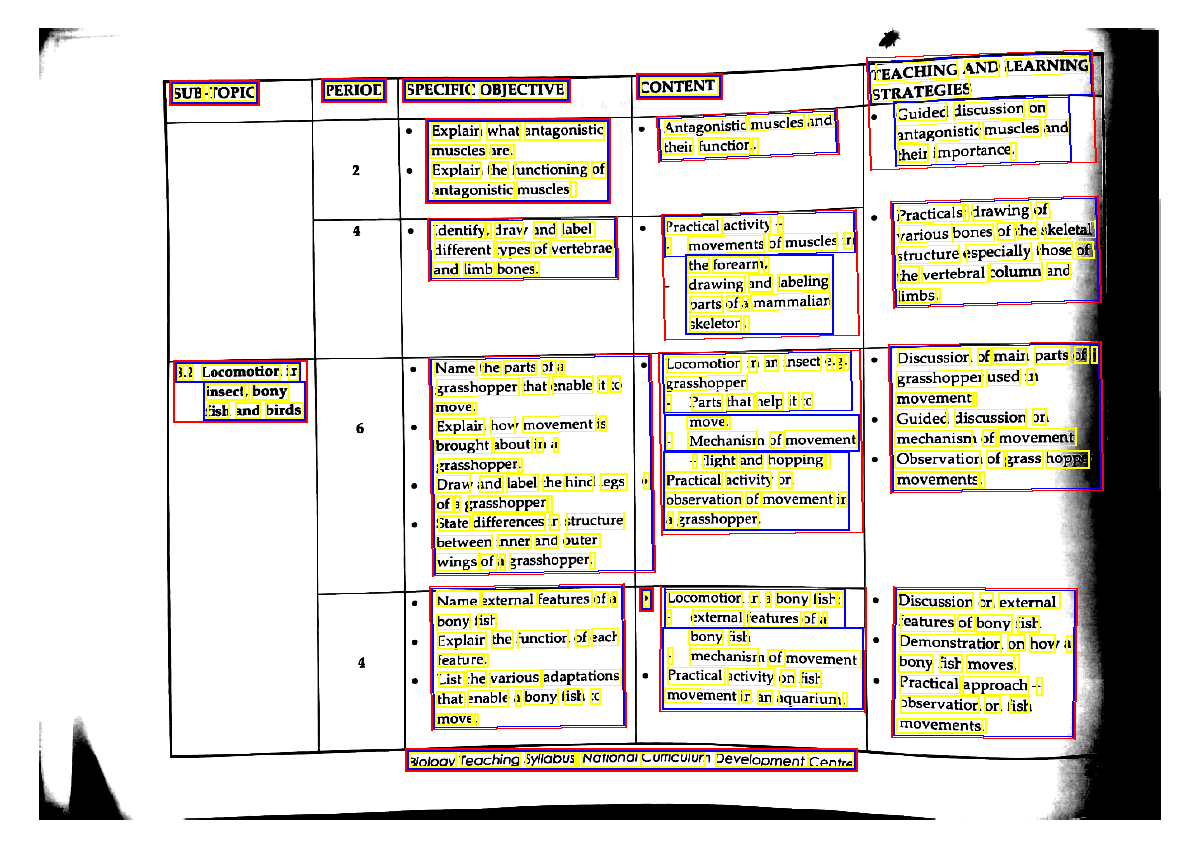 SUB-TOPIC
PERIOD
SPECIFIC OBJECTIVE
CONTENT
TEACHING AND LEARNING
STRATEGIES
2
• Explain what antagonistic
muscles are.
• Explain the functioning of
antagonistic muscles
• Antagonistic muscles and
their function.
• Guided discussion on
antagonistic muscles and
their importance.
4
• Identify, draw and label
different types of vertebrae
and limb bones.
• Practical activity –
- movements of muscles in
the forearm,
- drawing and labeling
parts of a mammalian
skeleton.
• Practicals drawing of
various bones of the skeletal
structure especially those of
the vertebral column and
limbs.
3.2 Locomotion in
insect, bony
fish and birds
6
• Name the parts of a
grasshopper that enable it to
move.
• Explain how movement is
brought about in a
grasshopper.
• Draw and label the hind legs
of a grasshopper
• State differences in structure
between inner and outer
wings of a grasshopper.
• Locomotion in an insect e.g.
grasshopper
- Parts that help it to
move.
- Mechanism of movement
– flight and hopping
• Practical activity or
observation of movement in
a grasshopper.
• Discussion of main parts of
grasshopper used in
movement
• Guided discussion on
mechanism of movement
• Observation of grass hopper
movements.
4
• Name external features of a
bony fish
• Explain the function of each
feature.
• List the various adaptations
that enable a bony fish to
move.
• Locomotion in a bony fish:
- external features of a
bony fish
- mechanism of movement
• Practical activity on fish
movement in an aquarium.
• Discussion on external
features of bony fish.
• Demonstration on how a
bony fish moves.
• Practical approach –
observation on fish
movements.
Biology Teaching Syllabus National Curriculum Development Centre